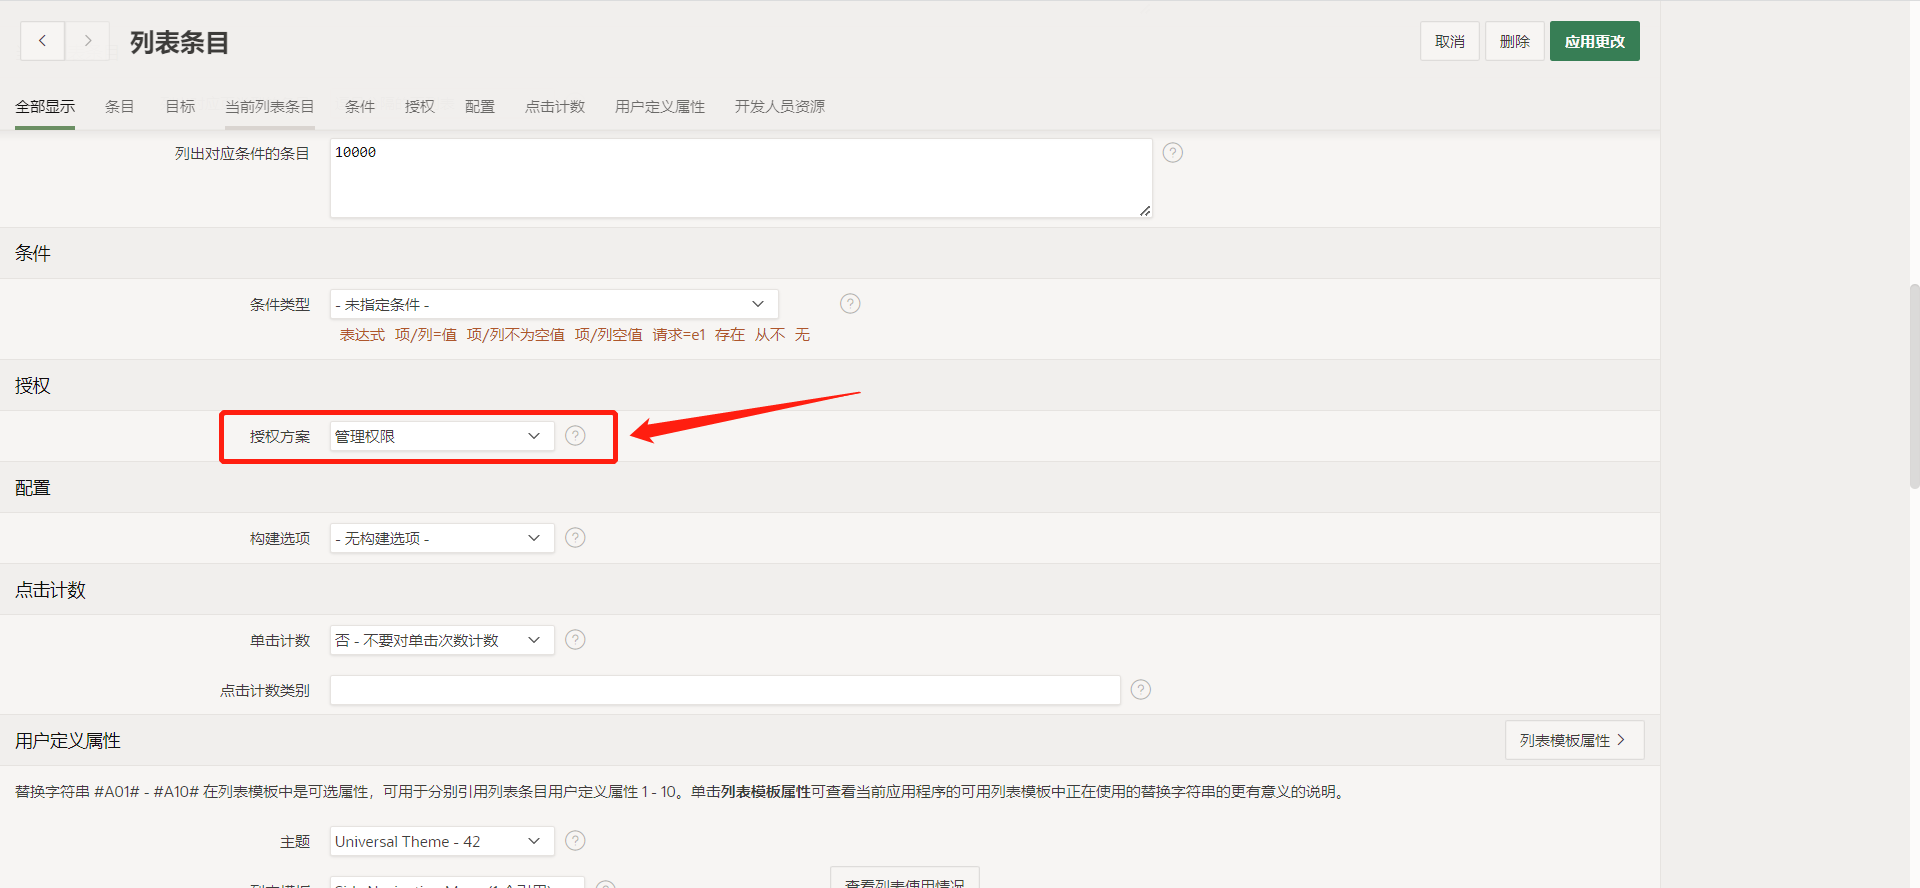 列表条目
取消 删除 应用更改
全部显示 条目 目标 当前列表条目 条件 授权 配置 点击计数 用户定义属性 开发人员资源
列出对应条件的条目 10000
条件
条件类型 - 未指定条件 -
表达式 项/列=值 项/列不为空值 项/列空值 请求=e1 存在 从不 无
授权
授权方案 管理权限
配置
构建选项 - 无构建选项 -
点击计数
单击计数 否 - 不要对单击次数计数
点击计数类别
用户定义属性 列表模板属性
替换字符串 #A01# - #A10# 在列表模板中是可选属性，可用于分别引用列表条目用户定义属性 1 - 10。单击列表模板属性可查看当前应用程序的可用列表模板中正在使用的替换字符串的更有意义的说明。
主题 Universal Theme - 42
查看列表使用情况